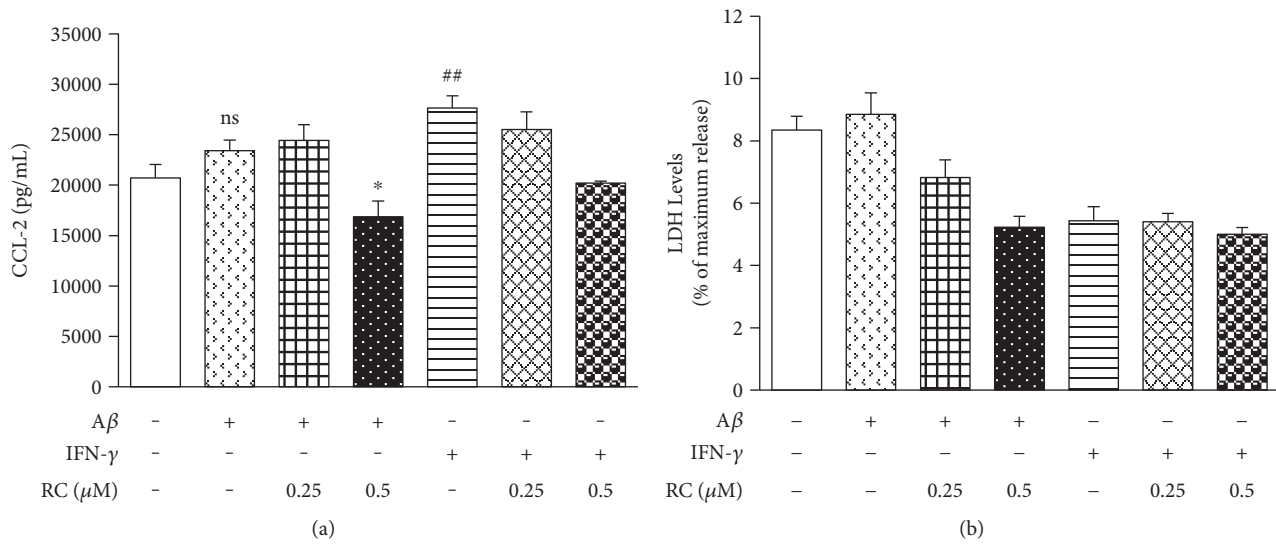 35000
30000
25000
20000
15000
10000
5000
0
CCL-2 (pg/mL)
ns
*
##
Aβ - + + + - - -
IFN-γ - - - - + + +
RC (μM) - - 0.25 0.5 - 0.25 0.5
(a)
12
10
8
6
4
2
0
LDH Levels
(% of maximum release)
Aβ – + + + – – –
IFN-γ – – – – + + +
RC (μM) – – 0.25 0.5 – 0.25 0.5
(b)